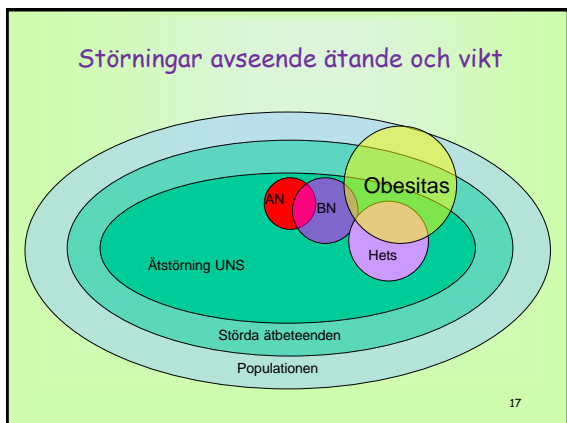 Störningar avseende ätande och vikt
Obesitas
AN
BN
Hets
Ätstörning UNS
Störda ätbeteenden
Populationen
17